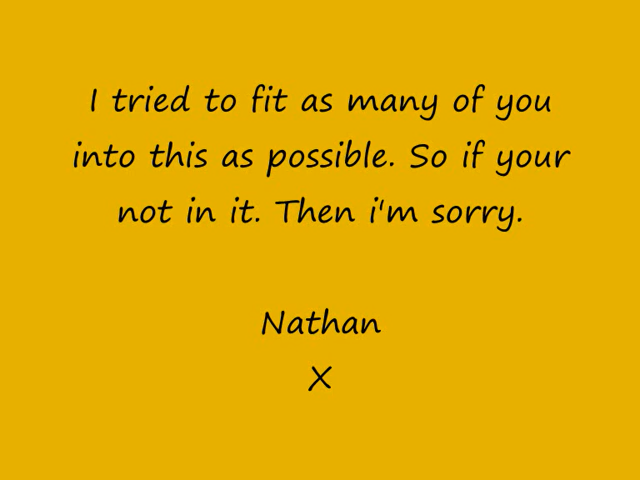 I tried to fit as many of you
into this as possible. So if your
not in it. Then i'm sorry.
Nathan
X